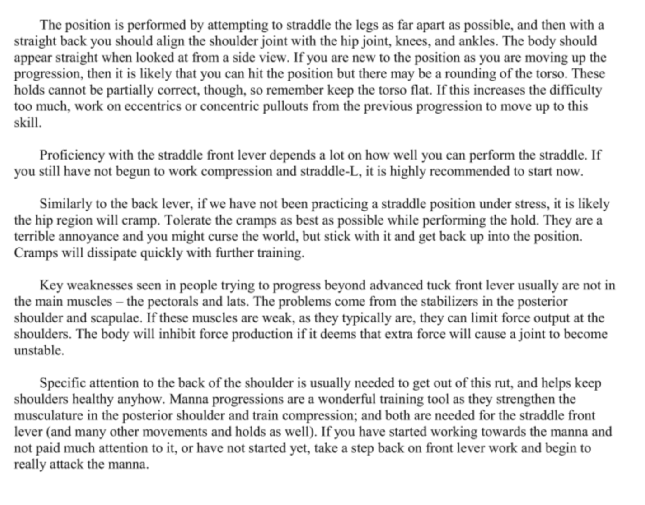 The position is performed by attempting to straddle the legs as far apart as possible, and then with a
straight back you should align the shoulder joint with the hip joint, knees, and ankles. The body should
appear straight when looked at from a side view. If you are new to the position as you are moving up the
progression, then it is likely that you can hit the position but there may be a rounding of the torso. These
holds cannot be partially correct, though, so remember keep the torso flat. If this increases the difficulty
too much, work on eccentrics or concentric pullouts from the previous progression to move up to this
skill.
Proficiency with the straddle front lever depends a lot on how well you can perform the straddle. If
you still have not begun to work compression and straddle-L, it is highly recommended to start now.
Similarly to the back lever, if we have not been practicing a straddle position under stress, it is likely
the hip region will cramp. Tolerate the cramps as best as possible while performing the hold. They are a
terrible annoyance and you might curse the world, but stick with it and get back up into the position.
Cramps will dissipate quickly with further training.
Key weaknesses seen in people trying to progress beyond advanced tuck front lever usually are not in
the main muscles – the pectorals and lats. The problems come from the stabilizers in the posterior
shoulder and scapulae. If these muscles are weak, as they typically are, they can limit force output at the
shoulders. The body will inhibit force production if it deems that extra force will cause a joint to become
unstable.
Specific attention to the back of the shoulder is usually needed to get out of this rut, and helps keep
shoulders healthy anyhow. Manna progressions are a wonderful training tool as they strengthen the
musculature in the posterior shoulder and train compression; and both are needed for the straddle front
lever (and many other movements and holds as well). If you have started working towards the manna and
not paid much attention to it, or have not started yet, take a step back on front lever work and begin to
really attack the manna.